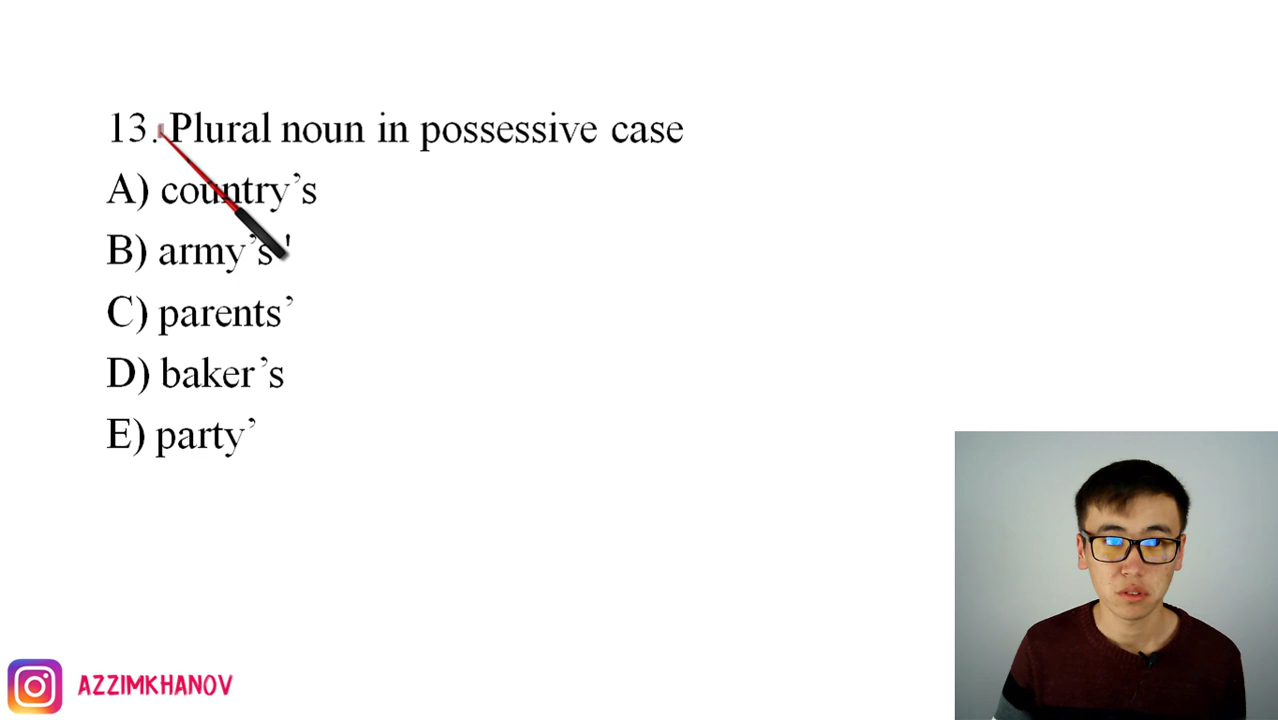 13. Plural noun in possessive case
A) country’s
B) army’s '
C) parents’
D) baker’s
E) party’
AZZIMKHANOV